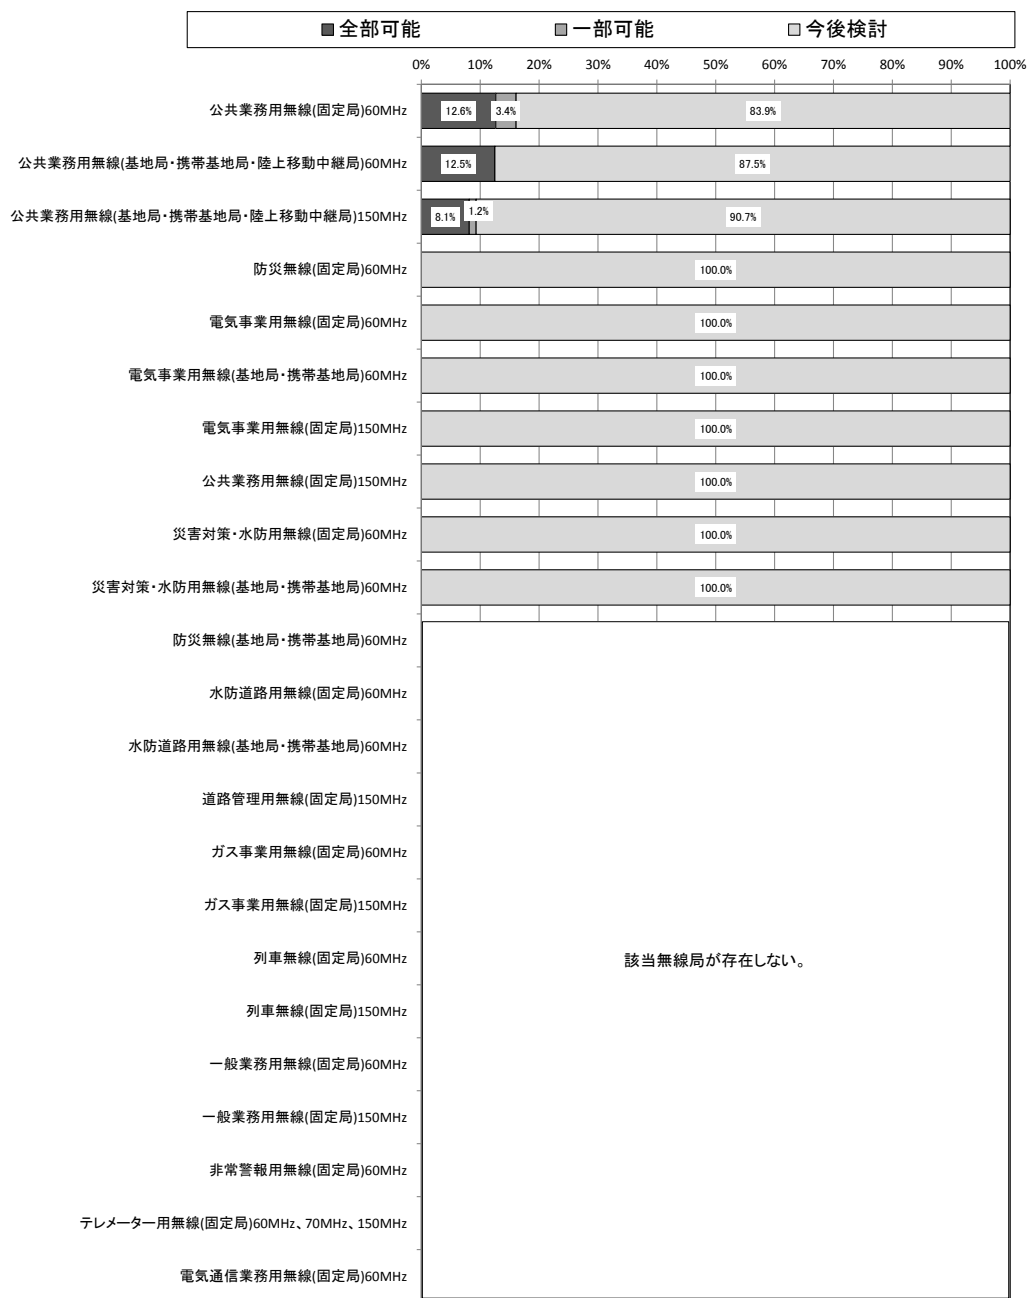 全部可能 一部可能 今後検討
0% 10% 20% 30% 40% 50% 60% 70% 80% 90% 100%
公共業務用無線(固定局)60MHz 12.6% 3.4% 83.9%
公共業務用無線(基地局・携帯基地局・陸上移動中継局)60MHz 12.5% 87.5%
公共業務用無線(基地局・携帯基地局・陸上移動中継局)150MHz 8.1% 1.2% 90.7%
防災無線(固定局)60MHz 100.0%
電気事業用無線(固定局)60MHz 100.0%
電気事業用無線(基地局・携帯基地局)60MHz 100.0%
電気事業用無線(固定局)150MHz 100.0%
公共業務用無線(固定局)150MHz 100.0%
災害対策・水防用無線(固定局)60MHz 100.0%
災害対策・水防用無線(基地局・携帯基地局)60MHz 100.0%
防災無線(基地局・携帯基地局)60MHz
水防道路用無線(固定局)60MHz
水防道路用無線(基地局・携帯基地局)60MHz
道路管理用無線(固定局)150MHz
ガス事業用無線(固定局)60MHz
ガス事業用無線(固定局)150MHz
列車無線(固定局)60MHz 該当無線局が存在しない。
列車無線(固定局)150MHz
一般業務用無線(固定局)60MHz
一般業務用無線(固定局)150MHz
非常警報用無線(固定局)60MHz
テレメーター用無線(固定局)60MHz、70MHz、150MHz
電気通信業務用無線(固定局)60MHz